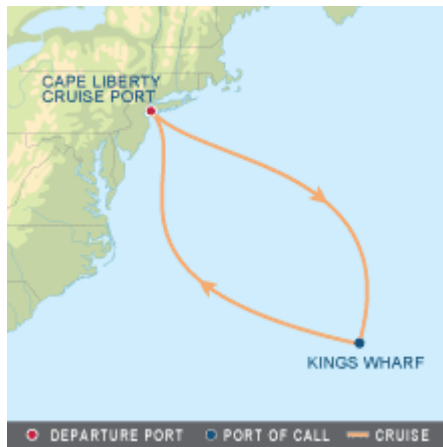 CAPE LIBERTY
CRUISE PORT
KINGS WHARF
DEPARTURE PORT PORT OF CALL CRUISE